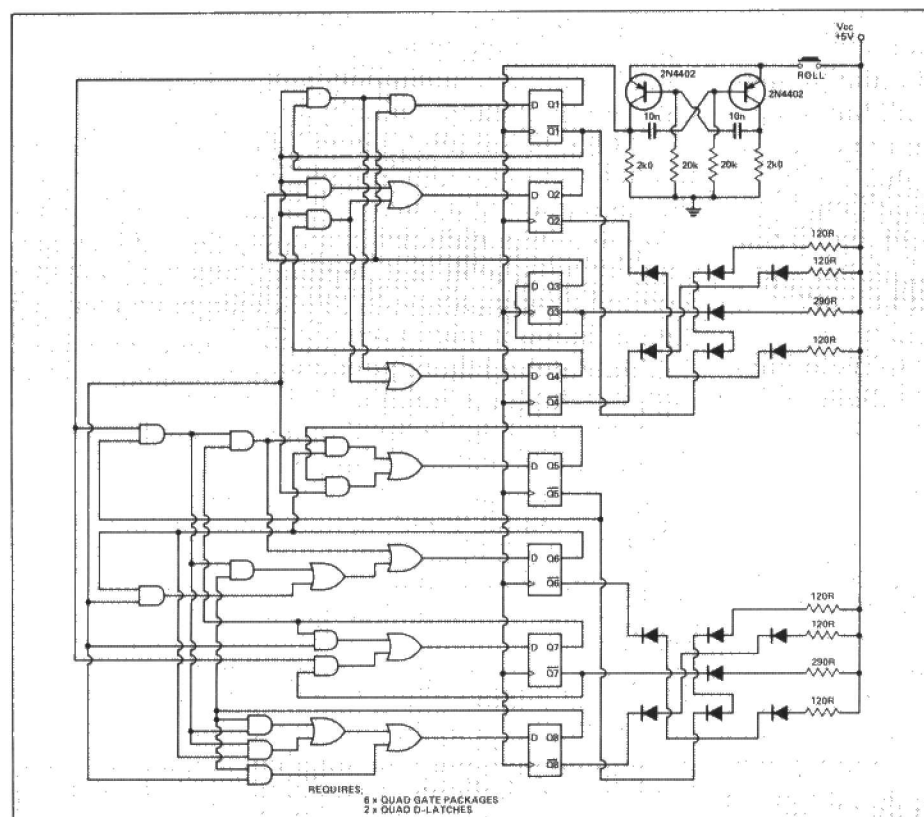 Vcc
+5V
2N4402
ROLL
2N4402
10n
10n
2k0
20k
20k
2k0
D Q1
Q1
D Q2
Q2
120R
120R
D Q3
Q3
290R
120R
D Q4
Q4
D Q5
Q5
D Q6
Q6
120R
120R
D Q7
Q7
290R
120R
D Q8
Q8
REQUIRES;
6 x QUAD GATE PACKAGES
2 x QUAD D-LATCHES